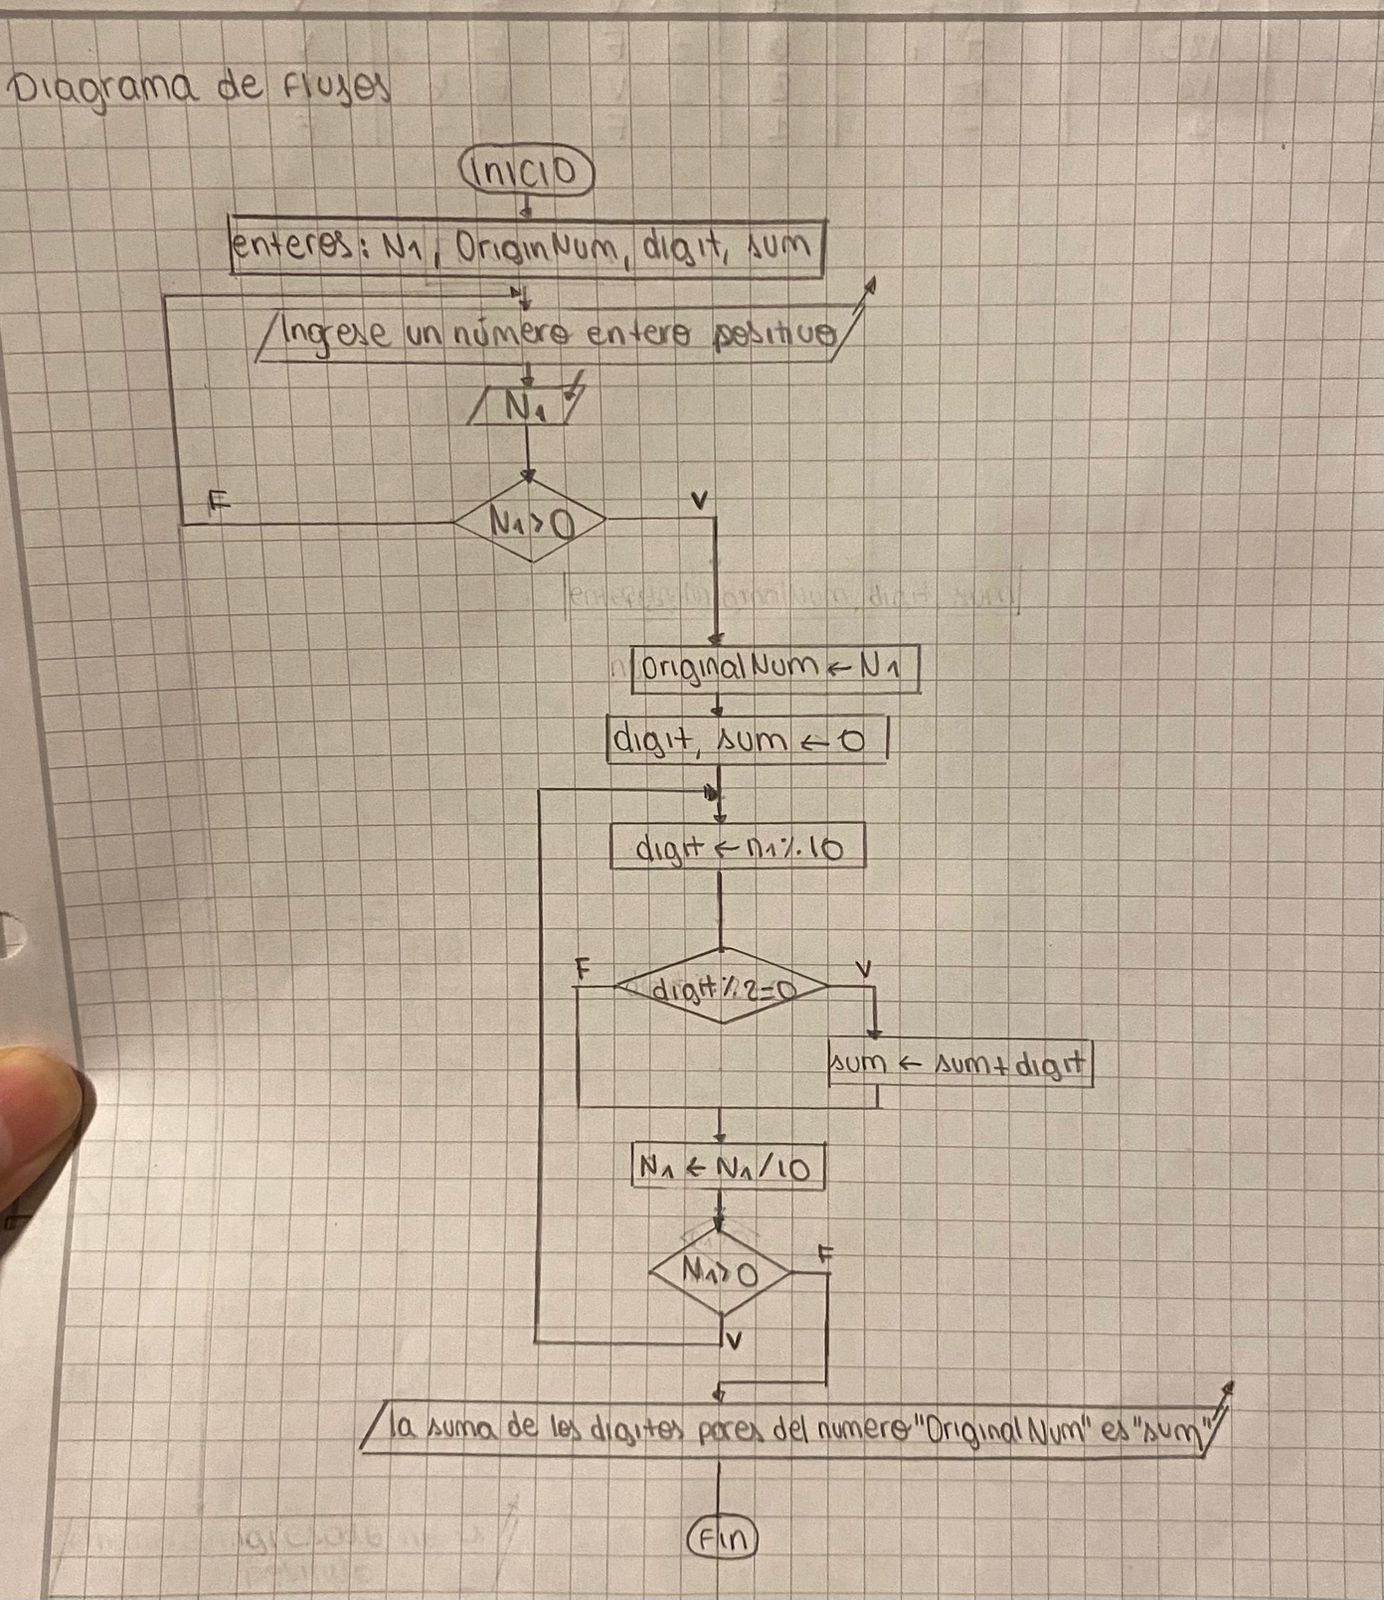 Diagrama de flujos
Inicio
enteros: N1, OriginNum, digit, sum
Ingrese un número entero positivo
N1
F
V
N1>0
OriginalNum ← N1
digit, sum ← 0
digit ← n1%10
F
V
digit%2=0
sum ← sum+digit
N1 ← N1/10
F
N1>0
V
la suma de los digitos pares del numero "OriginalNum" es "sum"
Fin